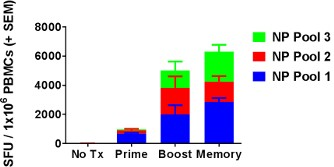 SFU / 1x10⁶ PBMCs (+ SEM)
8000
6000
4000
2000
0
No Tx Prime Boost Memory
NP Pool 3
NP Pool 2
NP Pool 1